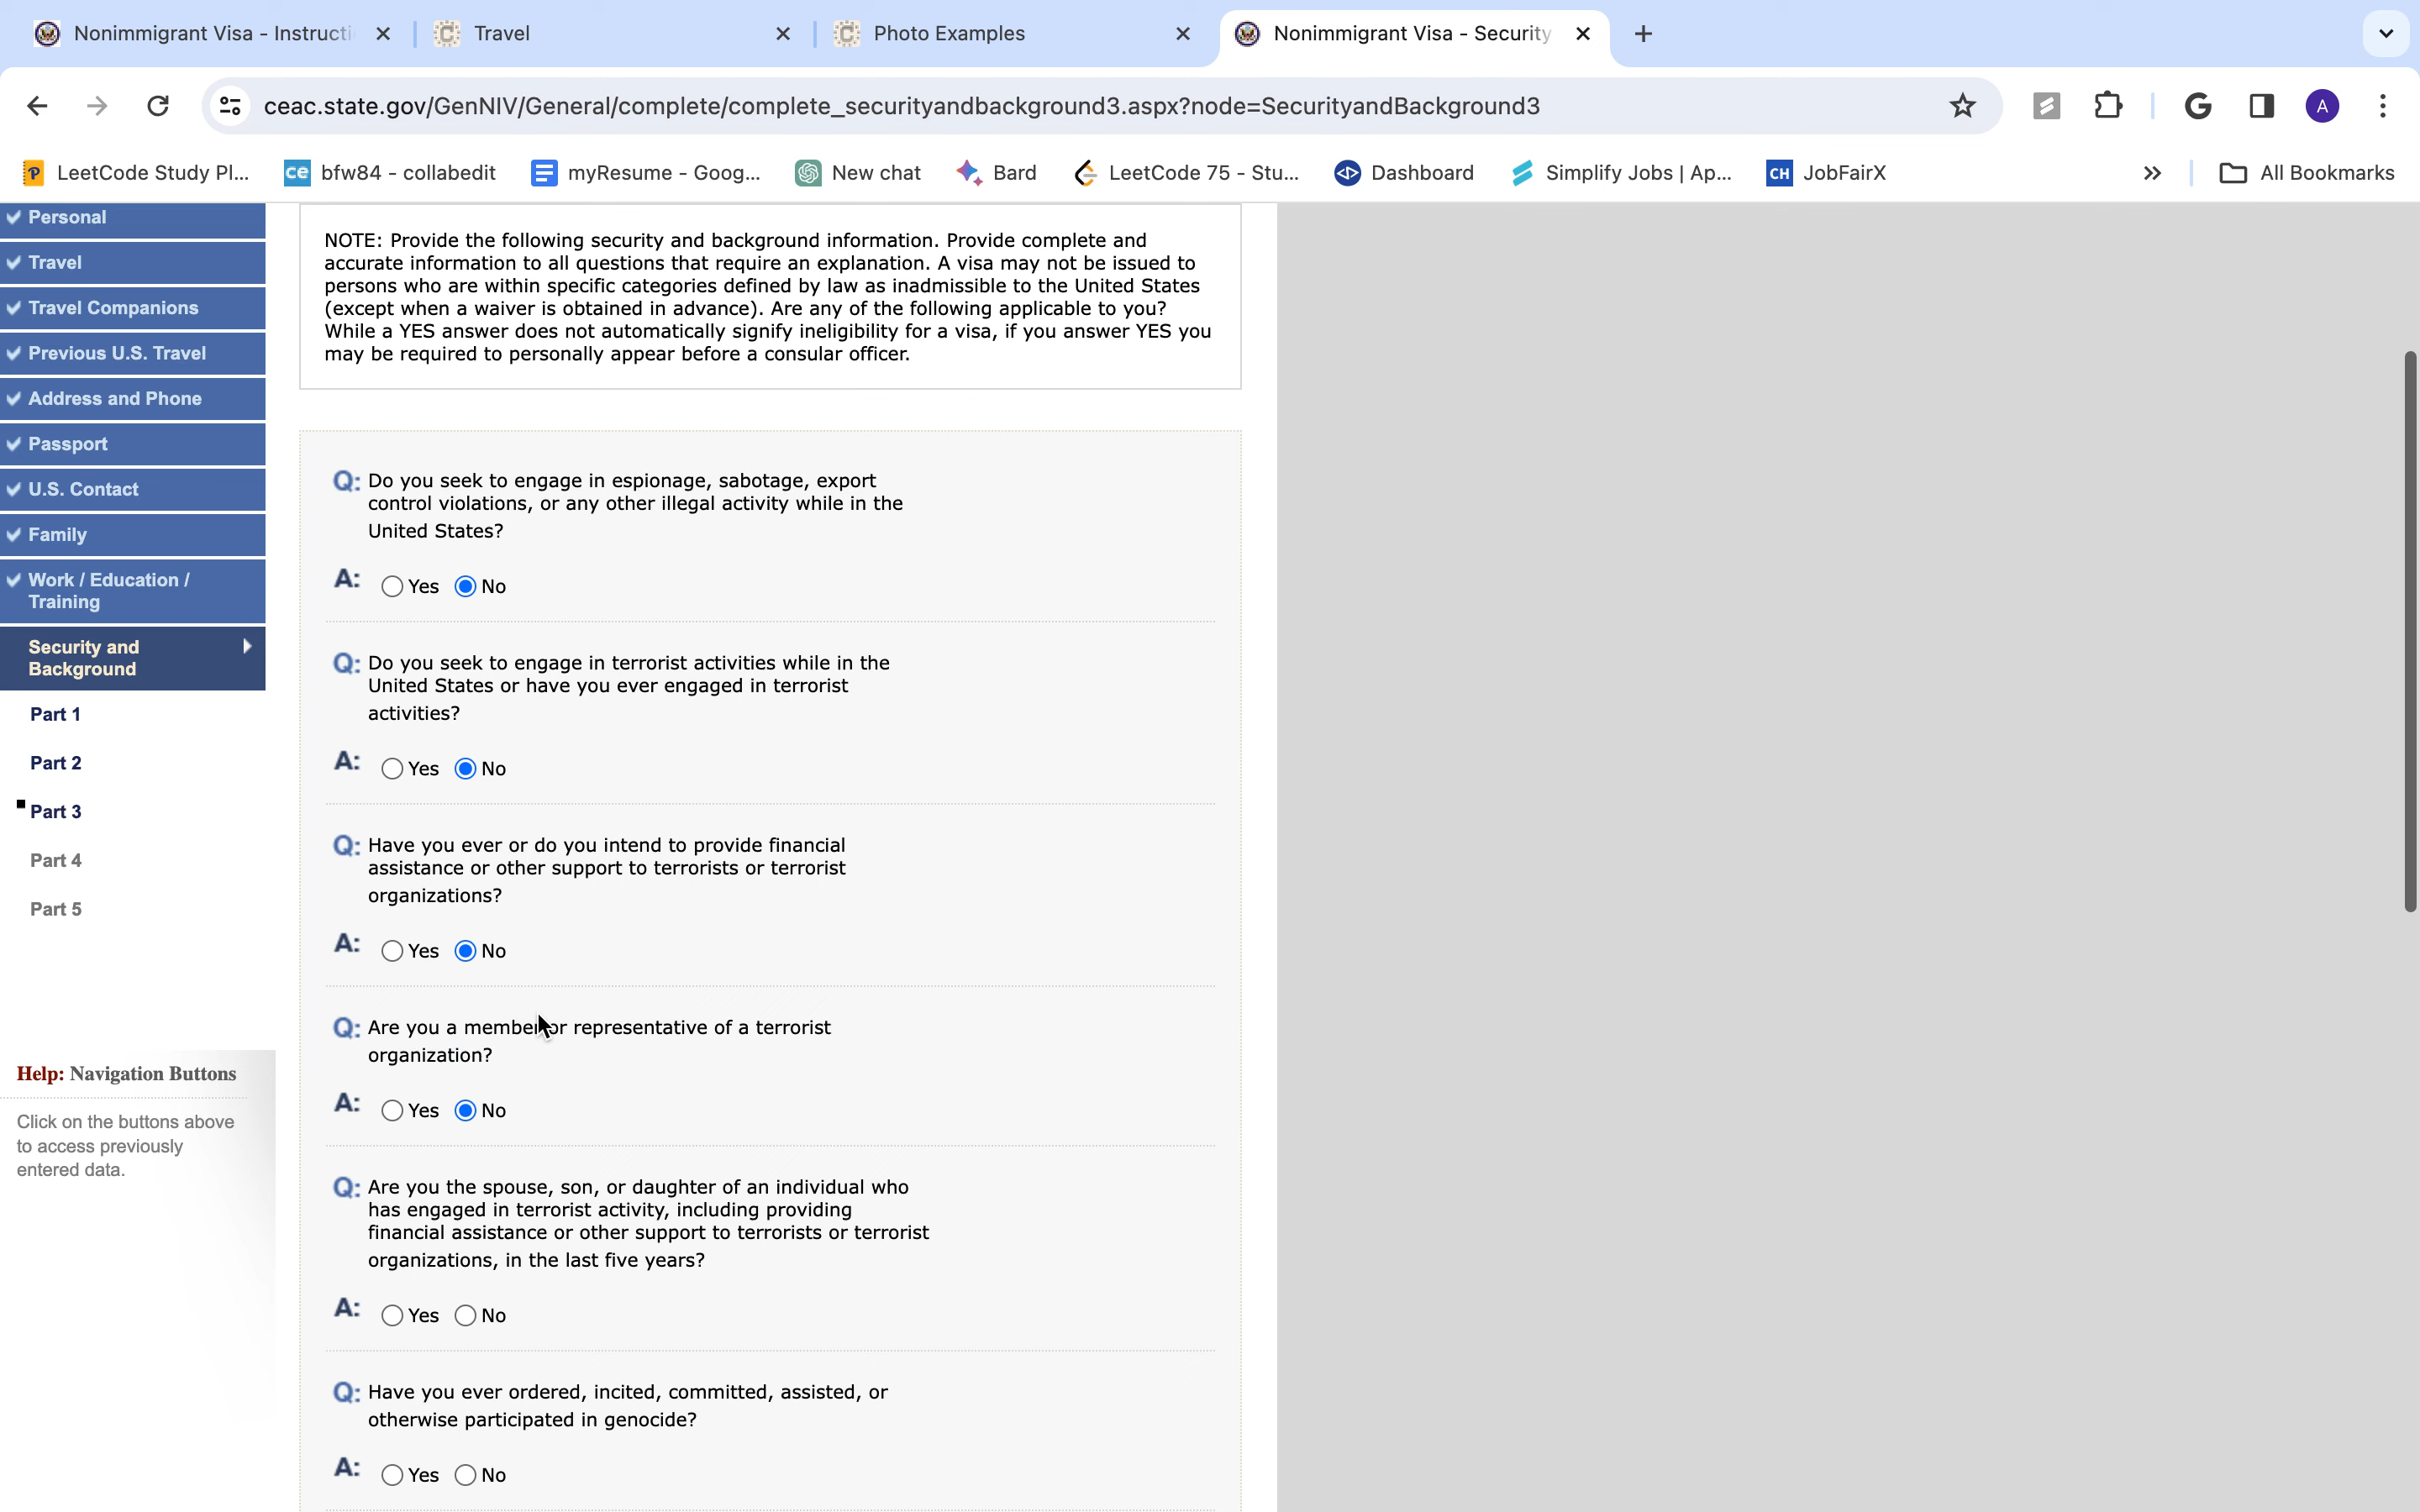 Nonimmigrant Visa - Instructi
Travel
Photo Examples
Nonimmigrant Visa - Security
ceac.state.gov/GenNIV/General/complete/complete_securityandbackground3.aspx?node=SecurityandBackground3
A
LeetCode Study Pl...
ce bfw84 - collabedit
myResume - Goog...
New chat
Bard
LeetCode 75 - Stu...
Dashboard
Simplify Jobs | Ap...
CH JobFairX
All Bookmarks
Personal
Travel
Travel Companions
Previous U.S. Travel
Address and Phone
Passport
U.S. Contact
Family
Work / Education /
Training
Security and
Background
Part 1
Part 2
Part 3
Part 4
Part 5
Help: Navigation Buttons
Click on the buttons above
to access previously
entered data.
NOTE: Provide the following security and background information. Provide complete and
accurate information to all questions that require an explanation. A visa may not be issued to
persons who are within specific categories defined by law as inadmissible to the United States
(except when a waiver is obtained in advance). Are any of the following applicable to you?
While a YES answer does not automatically signify ineligibility for a visa, if you answer YES you
may be required to personally appear before a consular officer.
Q: Do you seek to engage in espionage, sabotage, export
control violations, or any other illegal activity while in the
United States?
A: Yes No
Q: Do you seek to engage in terrorist activities while in the
United States or have you ever engaged in terrorist
activities?
A: Yes No
Q: Have you ever or do you intend to provide financial
assistance or other support to terrorists or terrorist
organizations?
A: Yes No
Q: Are you a member or representative of a terrorist
organization?
A: Yes No
Q: Are you the spouse, son, or daughter of an individual who
has engaged in terrorist activity, including providing
financial assistance or other support to terrorists or terrorist
organizations, in the last five years?
A: Yes No
Q: Have you ever ordered, incited, committed, assisted, or
otherwise participated in genocide?
A: Yes No